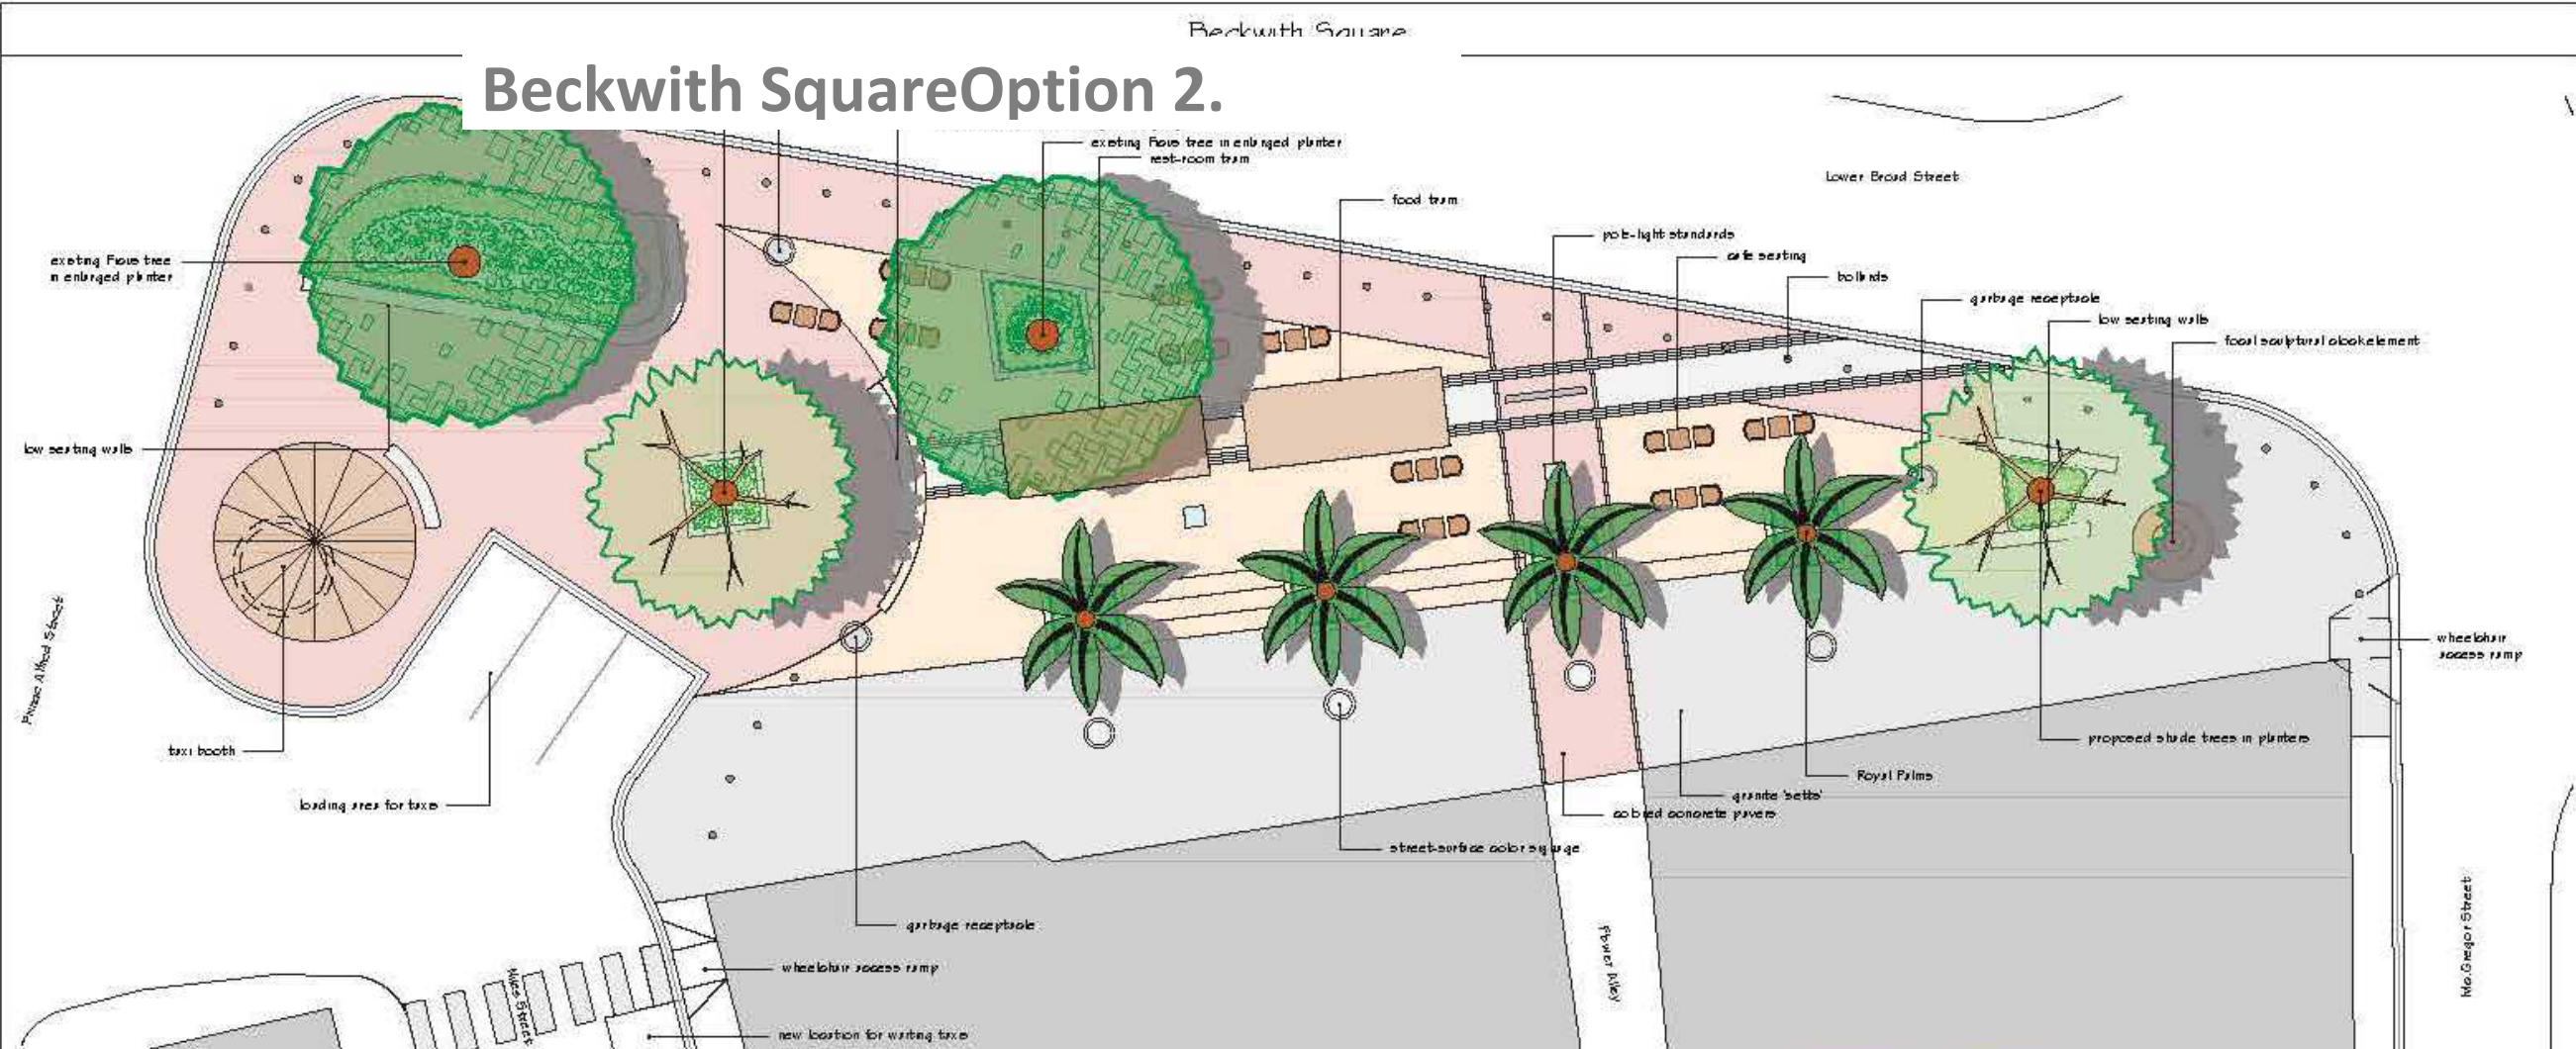 Beckwith Square
Beckwith SquareOption 2.
existing Ficus tree in enlarged planter
rest-room tram
food tram
Lower Broad Street
pole-light standards
cafe seating
bollards
garbage receptacle
low seating walls
focal sculptural clock element
existing Ficus tree
in enlarged planter
low seating walls
Prince Alfred Street
taxi booth
loading area for taxis
wheelchair
access ramp
proposed shade trees in planters
Royal Palms
granite 'setts'
colored concrete pavers
street-surface color signage
garbage receptacle
wheelchair access ramp
new location for waiting taxis
Niles Street
Flower Alley
McGregor Street